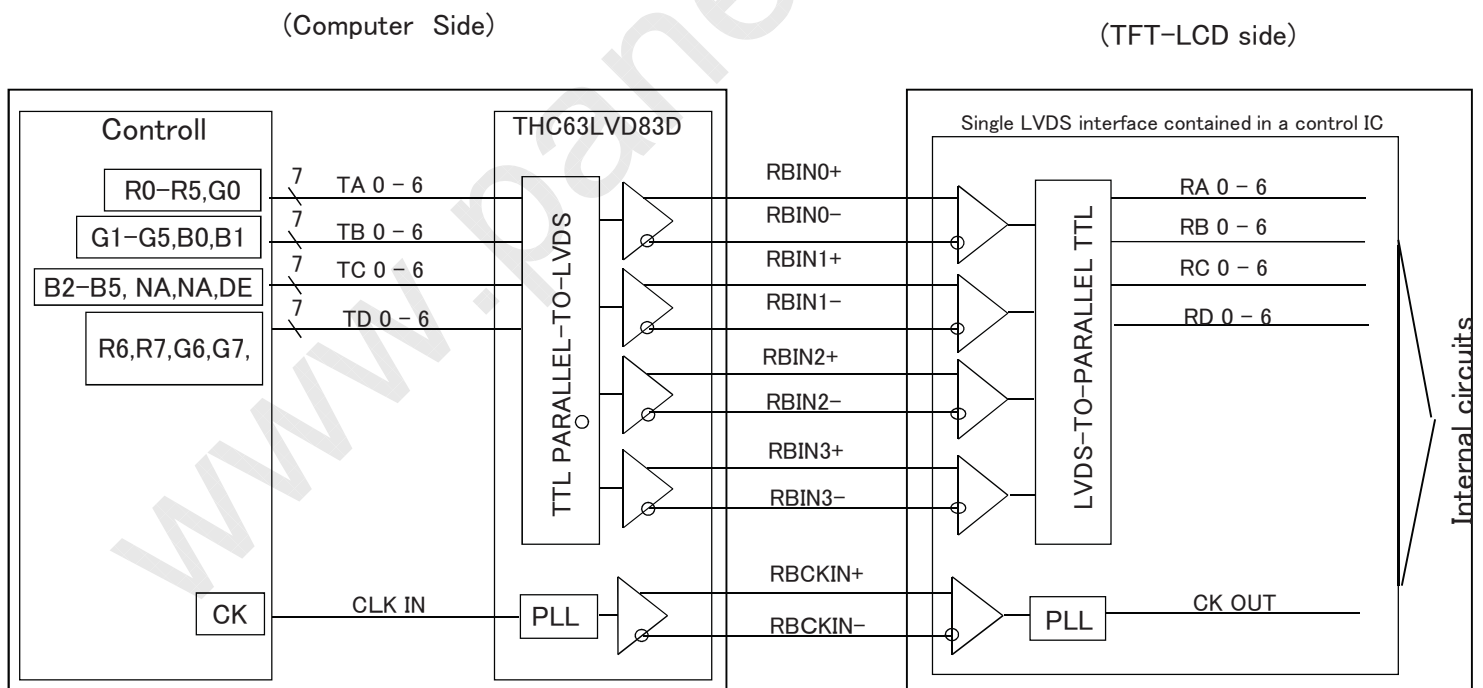 (Computer Side)
(TFT-LCD side)
Controll
THC63LVD83D
Single LVDS interface contained in a control IC
R0-R5,G0
G1-G5,B0,B1
B2-B5, NA,NA,DE
R6,R7,G6,G7,
CK
7
TA 0 - 6
7
TB 0 - 6
7
TC 0 - 6
7
TD 0 - 6
CLK IN
TTL PARALLEL-TO-LVDS
PLL
RBIN0+
RBIN0-
RBIN1+
RBIN1-
RBIN2+
RBIN2-
RBIN3+
RBIN3-
RBCKIN+
RBCKIN-
LVDS-TO-PARALLEL TTL
PLL
RA 0 - 6
RB 0 - 6
RC 0 - 6
RD 0 - 6
CK OUT
Internal circuits
www.pane